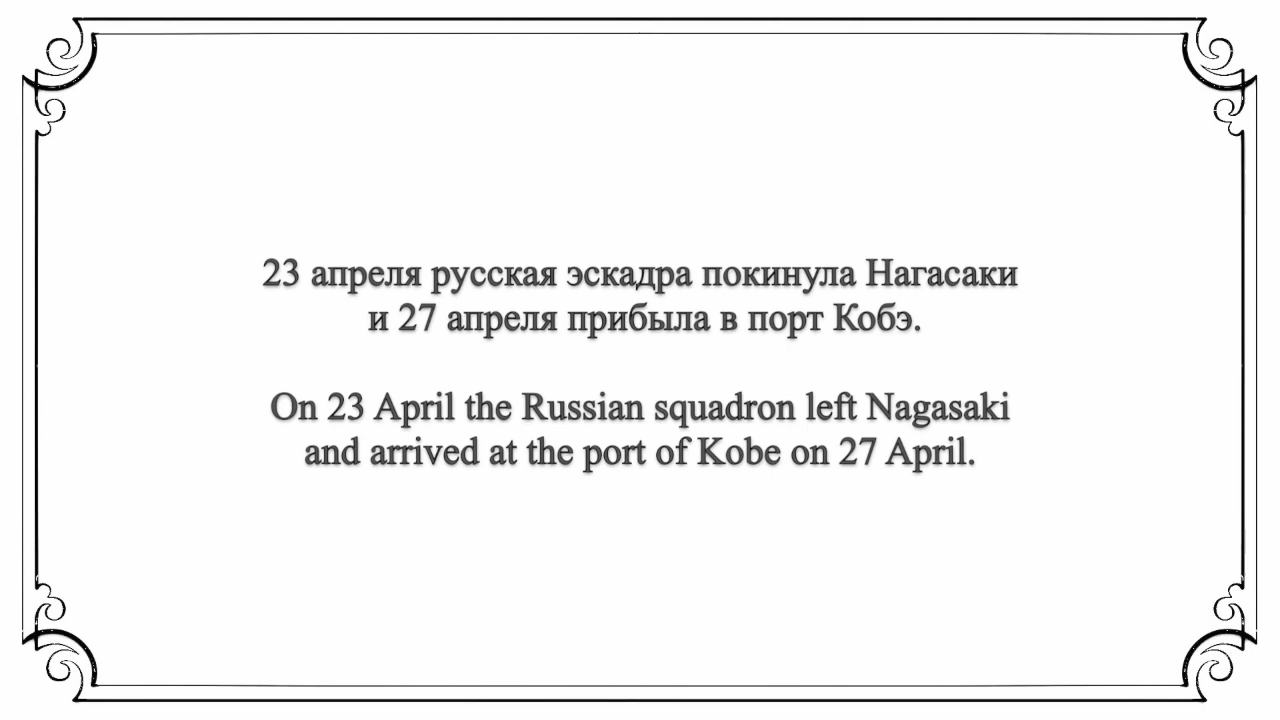 23 апреля русская эскадра покинула Нагасаки
и 27 апреля прибыла в порт Кобэ.
On 23 April the Russian squadron left Nagasaki
and arrived at the port of Kobe on 27 April.